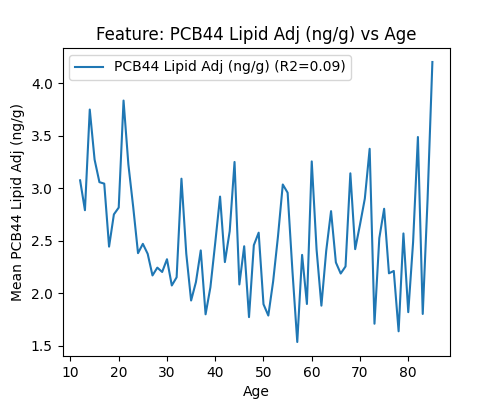 Feature: PCB44 Lipid Adj (ng/g) vs Age
PCB44 Lipid Adj (ng/g) (R2=0.09)
Mean PCB44 Lipid Adj (ng/g)
4.0
3.5
3.0
2.5
2.0
1.5
10 20 30 40 50 60 70 80
Age